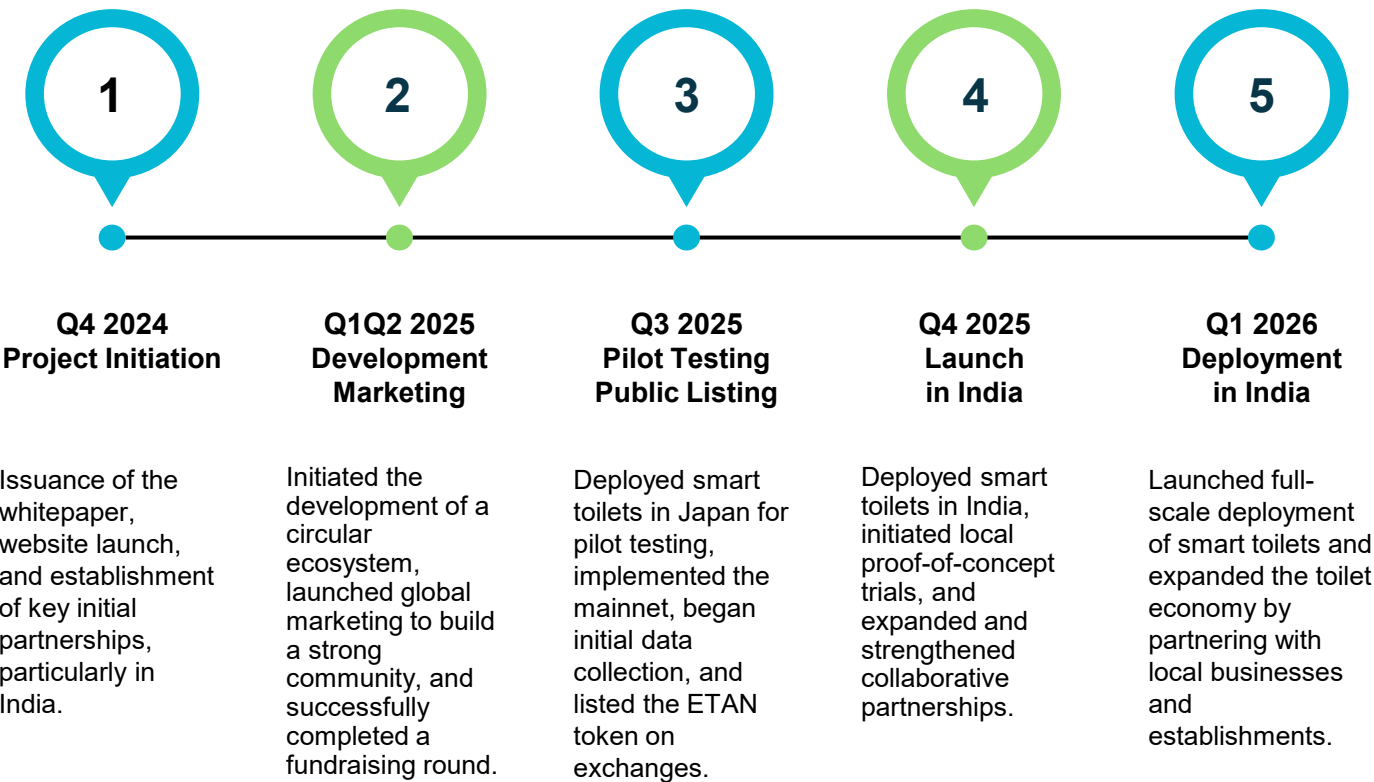 1
2
3
4
5
Q4 2024
Project Initiation
Q1Q2 2025
Development
Marketing
Q3 2025
Pilot Testing
Public Listing
Q4 2025
Launch
in India
Q1 2026
Deployment
in India
Issuance of the
whitepaper,
website launch,
and establishment
of key initial
partnerships,
particularly in
India.
Initiated the
development of a
circular
ecosystem,
launched global
marketing to build
a strong
community, and
successfully
completed a
fundraising round.
Deployed smart
toilets in Japan for
pilot testing,
implemented the
mainnet, began
initial data
collection, and
listed the ETAN
token on
exchanges.
Deployed smart
toilets in India,
initiated local
proof-of-concept
trials, and
expanded and
strengthened
collaborative
partnerships.
Launched full-
scale deployment
of smart toilets and
expanded the toilet
economy by
partnering with
local businesses
and
establishments.